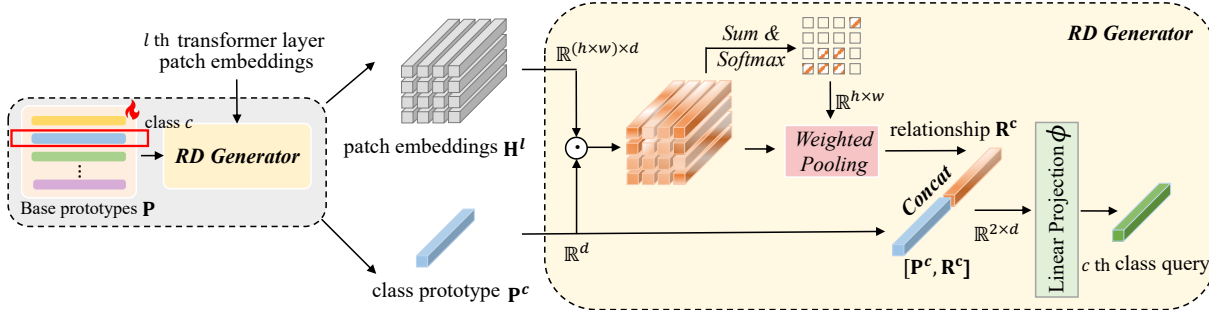 l th transformer layer
patch embeddings
class c
RD Generator
Base prototypes P
patch embeddings H^l
class prototype P^c
ℝ^{(h×w)×d}
ℝ^d
Sum &
Softmax
ℝ^{h×w}
RD Generator
Weighted
Pooling
relationship R^c
Concat
[P^c, R^c]
ℝ^{2×d}
Linear Projection ϕ
c th class query